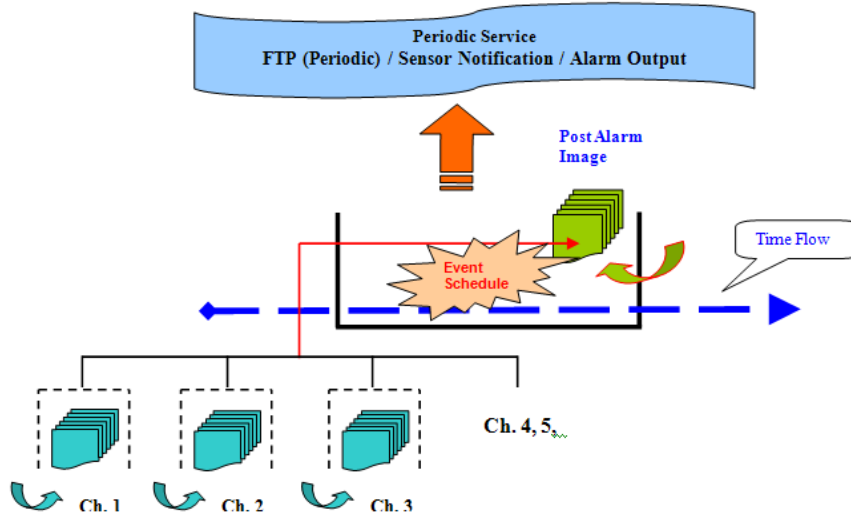 Periodic Service
FTP (Periodic) / Sensor Notification / Alarm Output
Post Alarm
Image
Time Flow
Event
Schedule
Ch. 4, 5,
Ch. 1
Ch. 2
Ch. 3